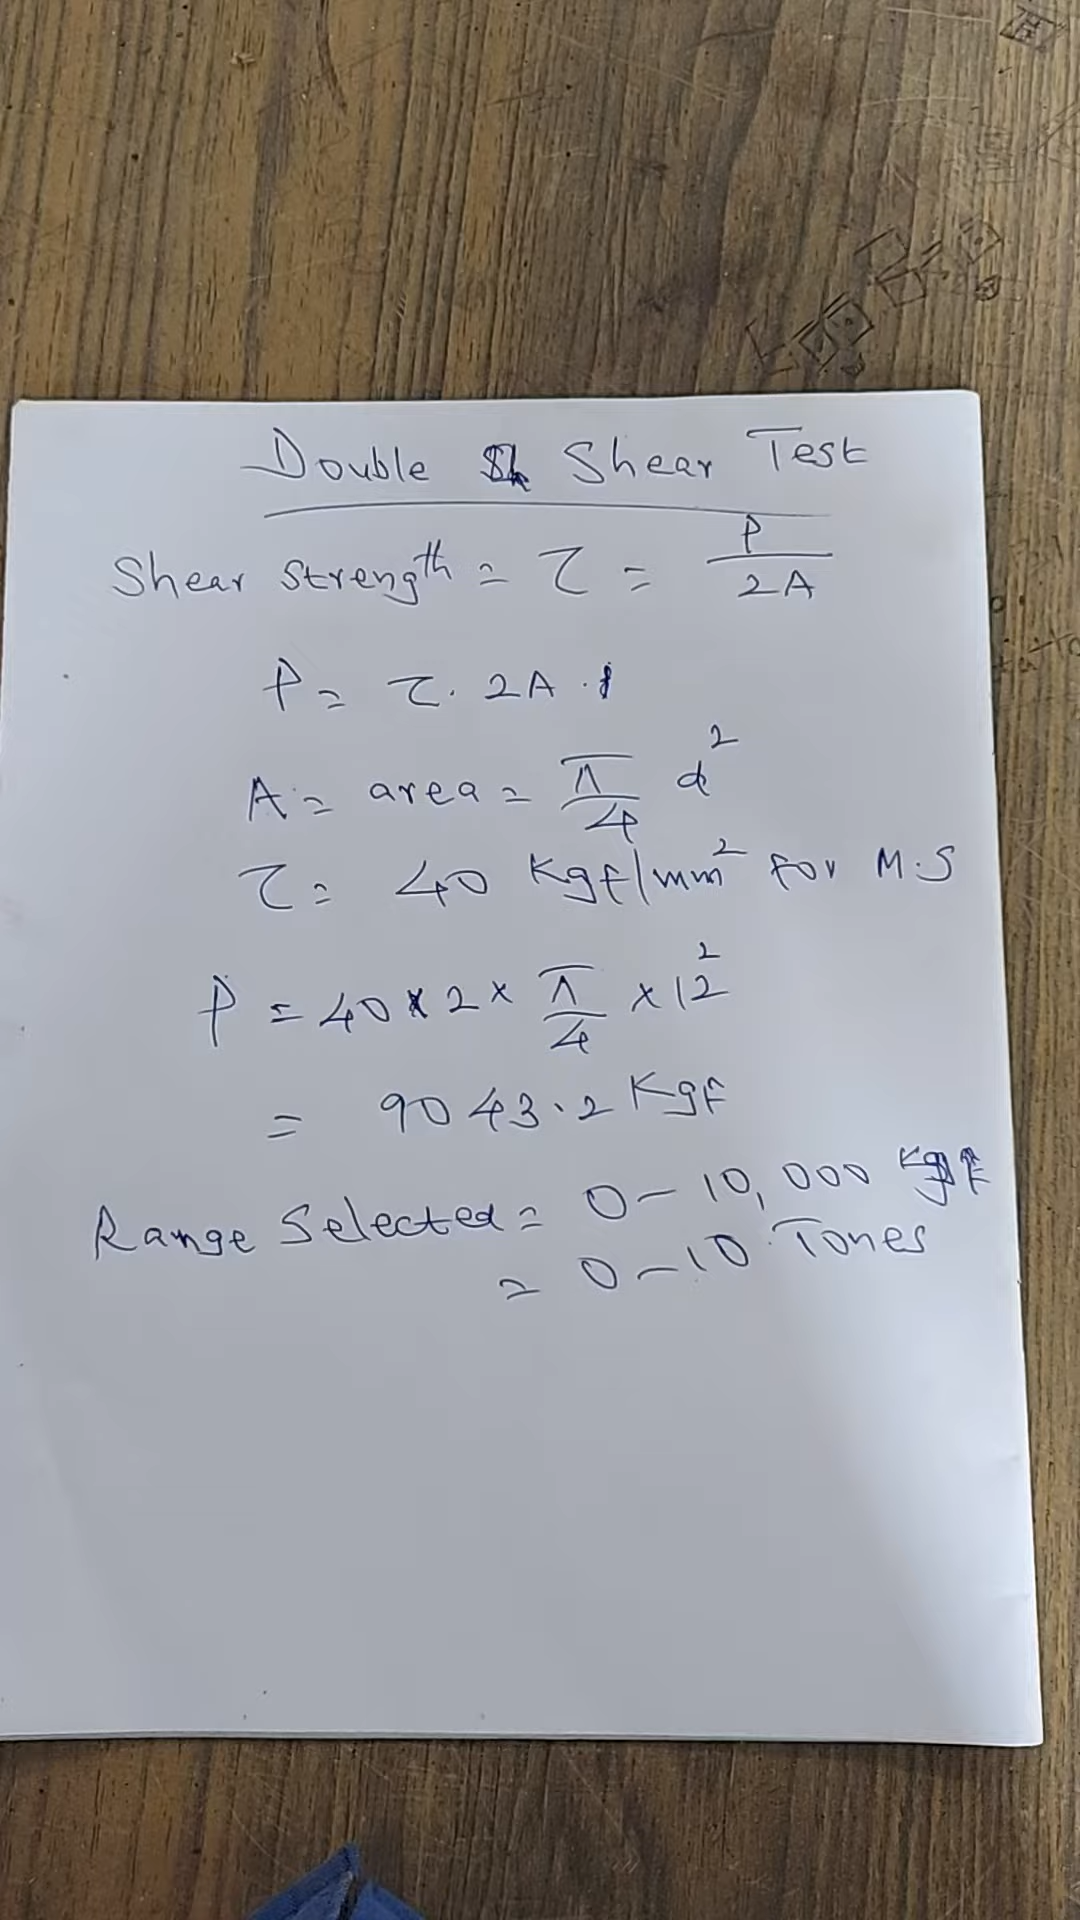 Double Shear Test
Shear Strength = τ = P/2A
P = τ. 2A.
A = area = π/4 d²
τ = 40 Kgf/mm² for M.S
P = 40 x 2 x π/4 x 12²
= 9043.2 Kgf
Range Selected = 0 - 10,000 Kgf
= 0 - 10 Tones